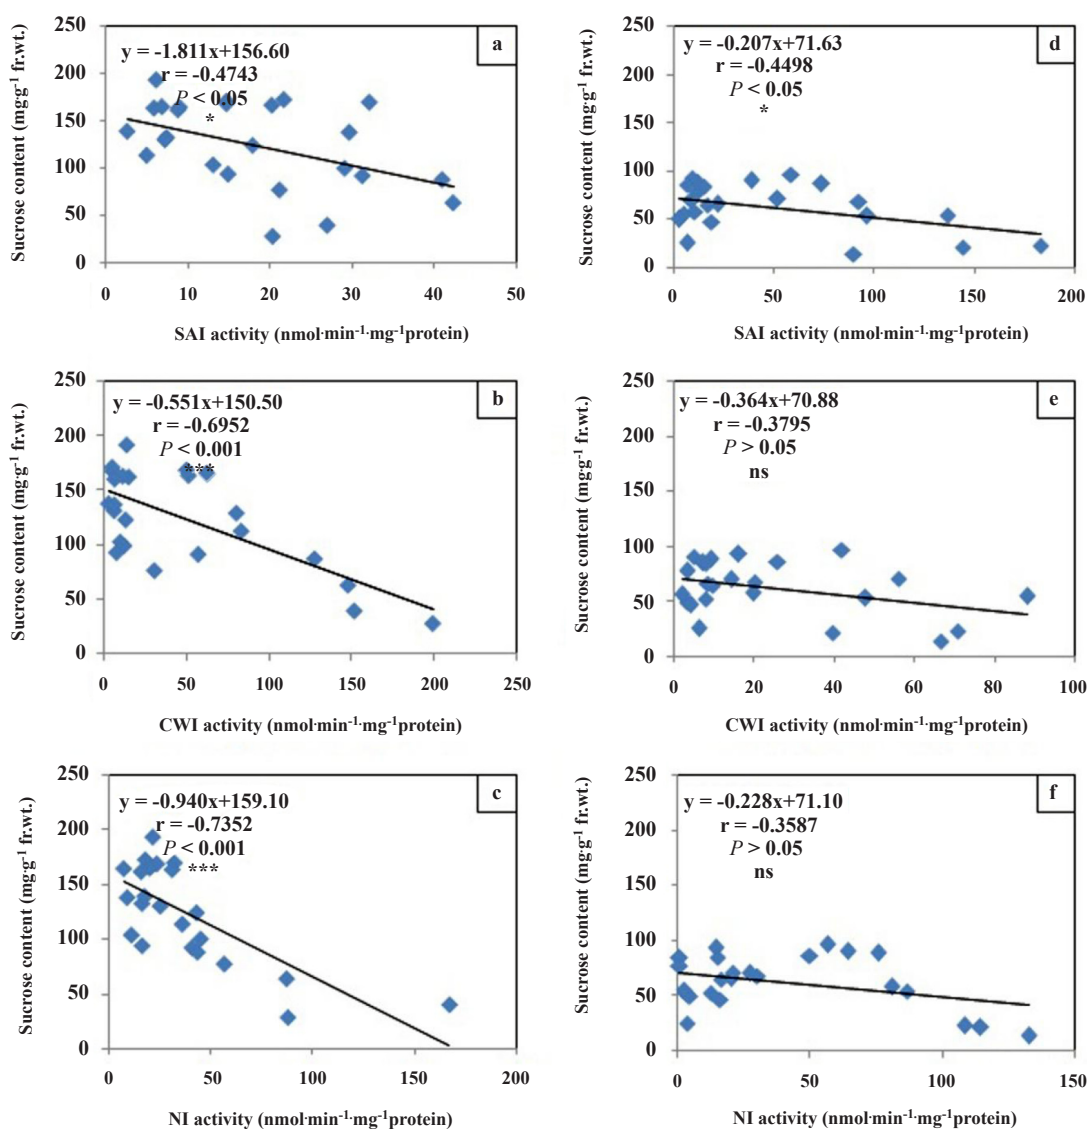 250
200
150
100
50
0
Sucrose content (mg·g⁻¹ fr.wt.)
y = -1.811x+156.60
r = -0.4743
P < 0.05
*
a
0 10 20 30 40 50
SAI activity (nmol·min⁻¹·mg⁻¹protein)
250
200
150
100
50
0
Sucrose content (mg·g⁻¹ fr.wt.)
y = -0.207x+71.63
r = -0.4498
P < 0.05
*
d
0 50 100 150 200
SAI activity (nmol·min⁻¹·mg⁻¹protein)
250
200
150
100
50
0
Sucrose content (mg·g⁻¹ fr.wt.)
y = -0.551x+150.50
r = -0.6952
P < 0.001
***
b
0 50 100 150 200 250
CWI activity (nmol·min⁻¹·mg⁻¹protein)
250
200
150
100
50
0
Sucrose content (mg·g⁻¹ fr.wt.)
y = -0.364x+70.88
r = -0.3795
P > 0.05
ns
e
0 20 40 60 80 100
CWI activity (nmol·min⁻¹·mg⁻¹protein)
250
200
150
100
50
0
Sucrose content (mg·g⁻¹ fr.wt.)
y = -0.940x+159.10
r = -0.7352
P < 0.001
***
c
0 50 100 150 200
NI activity (nmol·min⁻¹·mg⁻¹protein)
250
200
150
100
50
0
Sucrose content (mg·g⁻¹ fr.wt.)
y = -0.228x+71.10
r = -0.3587
P > 0.05
ns
f
0 50 100 150
NI activity (nmol·min⁻¹·mg⁻¹protein)